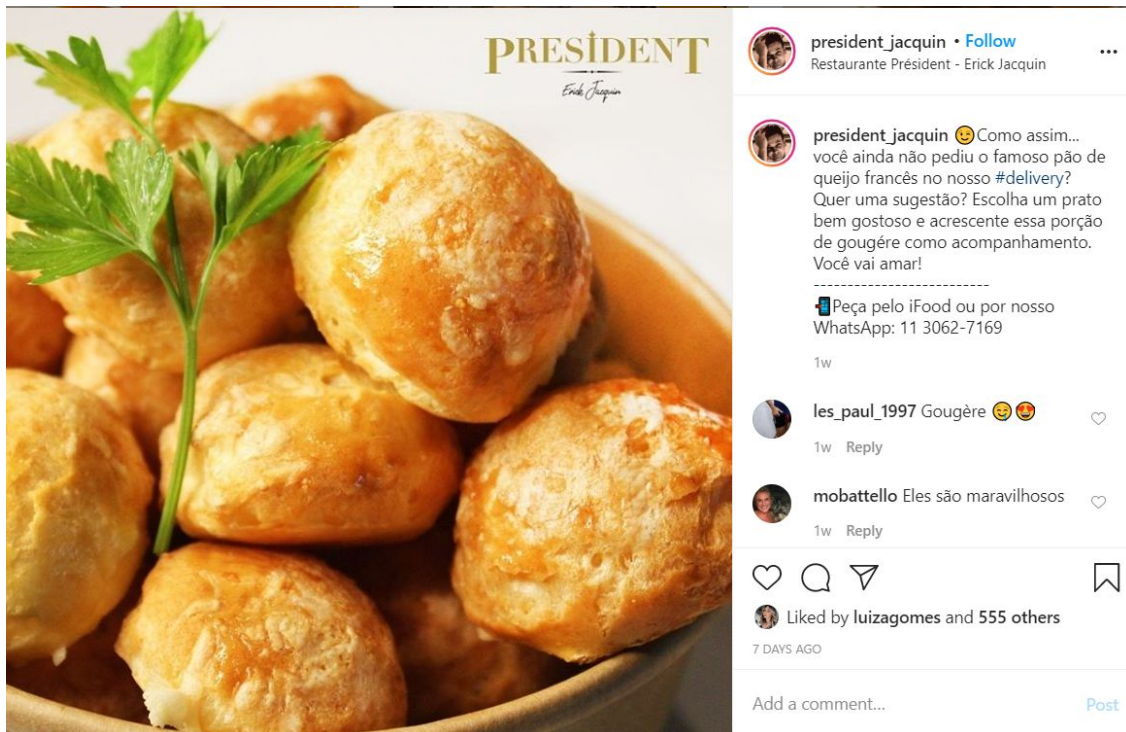 PRESIDENT
Erick Jacquin
president_jacquin • Follow
Restaurante Président - Erick Jacquin
president_jacquin 😉Como assim...
você ainda não pediu o famoso pão de
queijo francês no nosso #delivery?
Quer uma sugestão? Escolha um prato
bem gostoso e acrescente essa porção
de gougére como acompanhamento.
Você vai amar!
--------------------------
📲Peça pelo iFood ou por nosso
WhatsApp: 11 3062-7169
1w
les_paul_1997 Gougère 🤤😍
1w Reply
mobattello Eles são maravilhosos
1w Reply
Liked by luizagomes and 555 others
7 DAYS AGO
Add a comment... Post